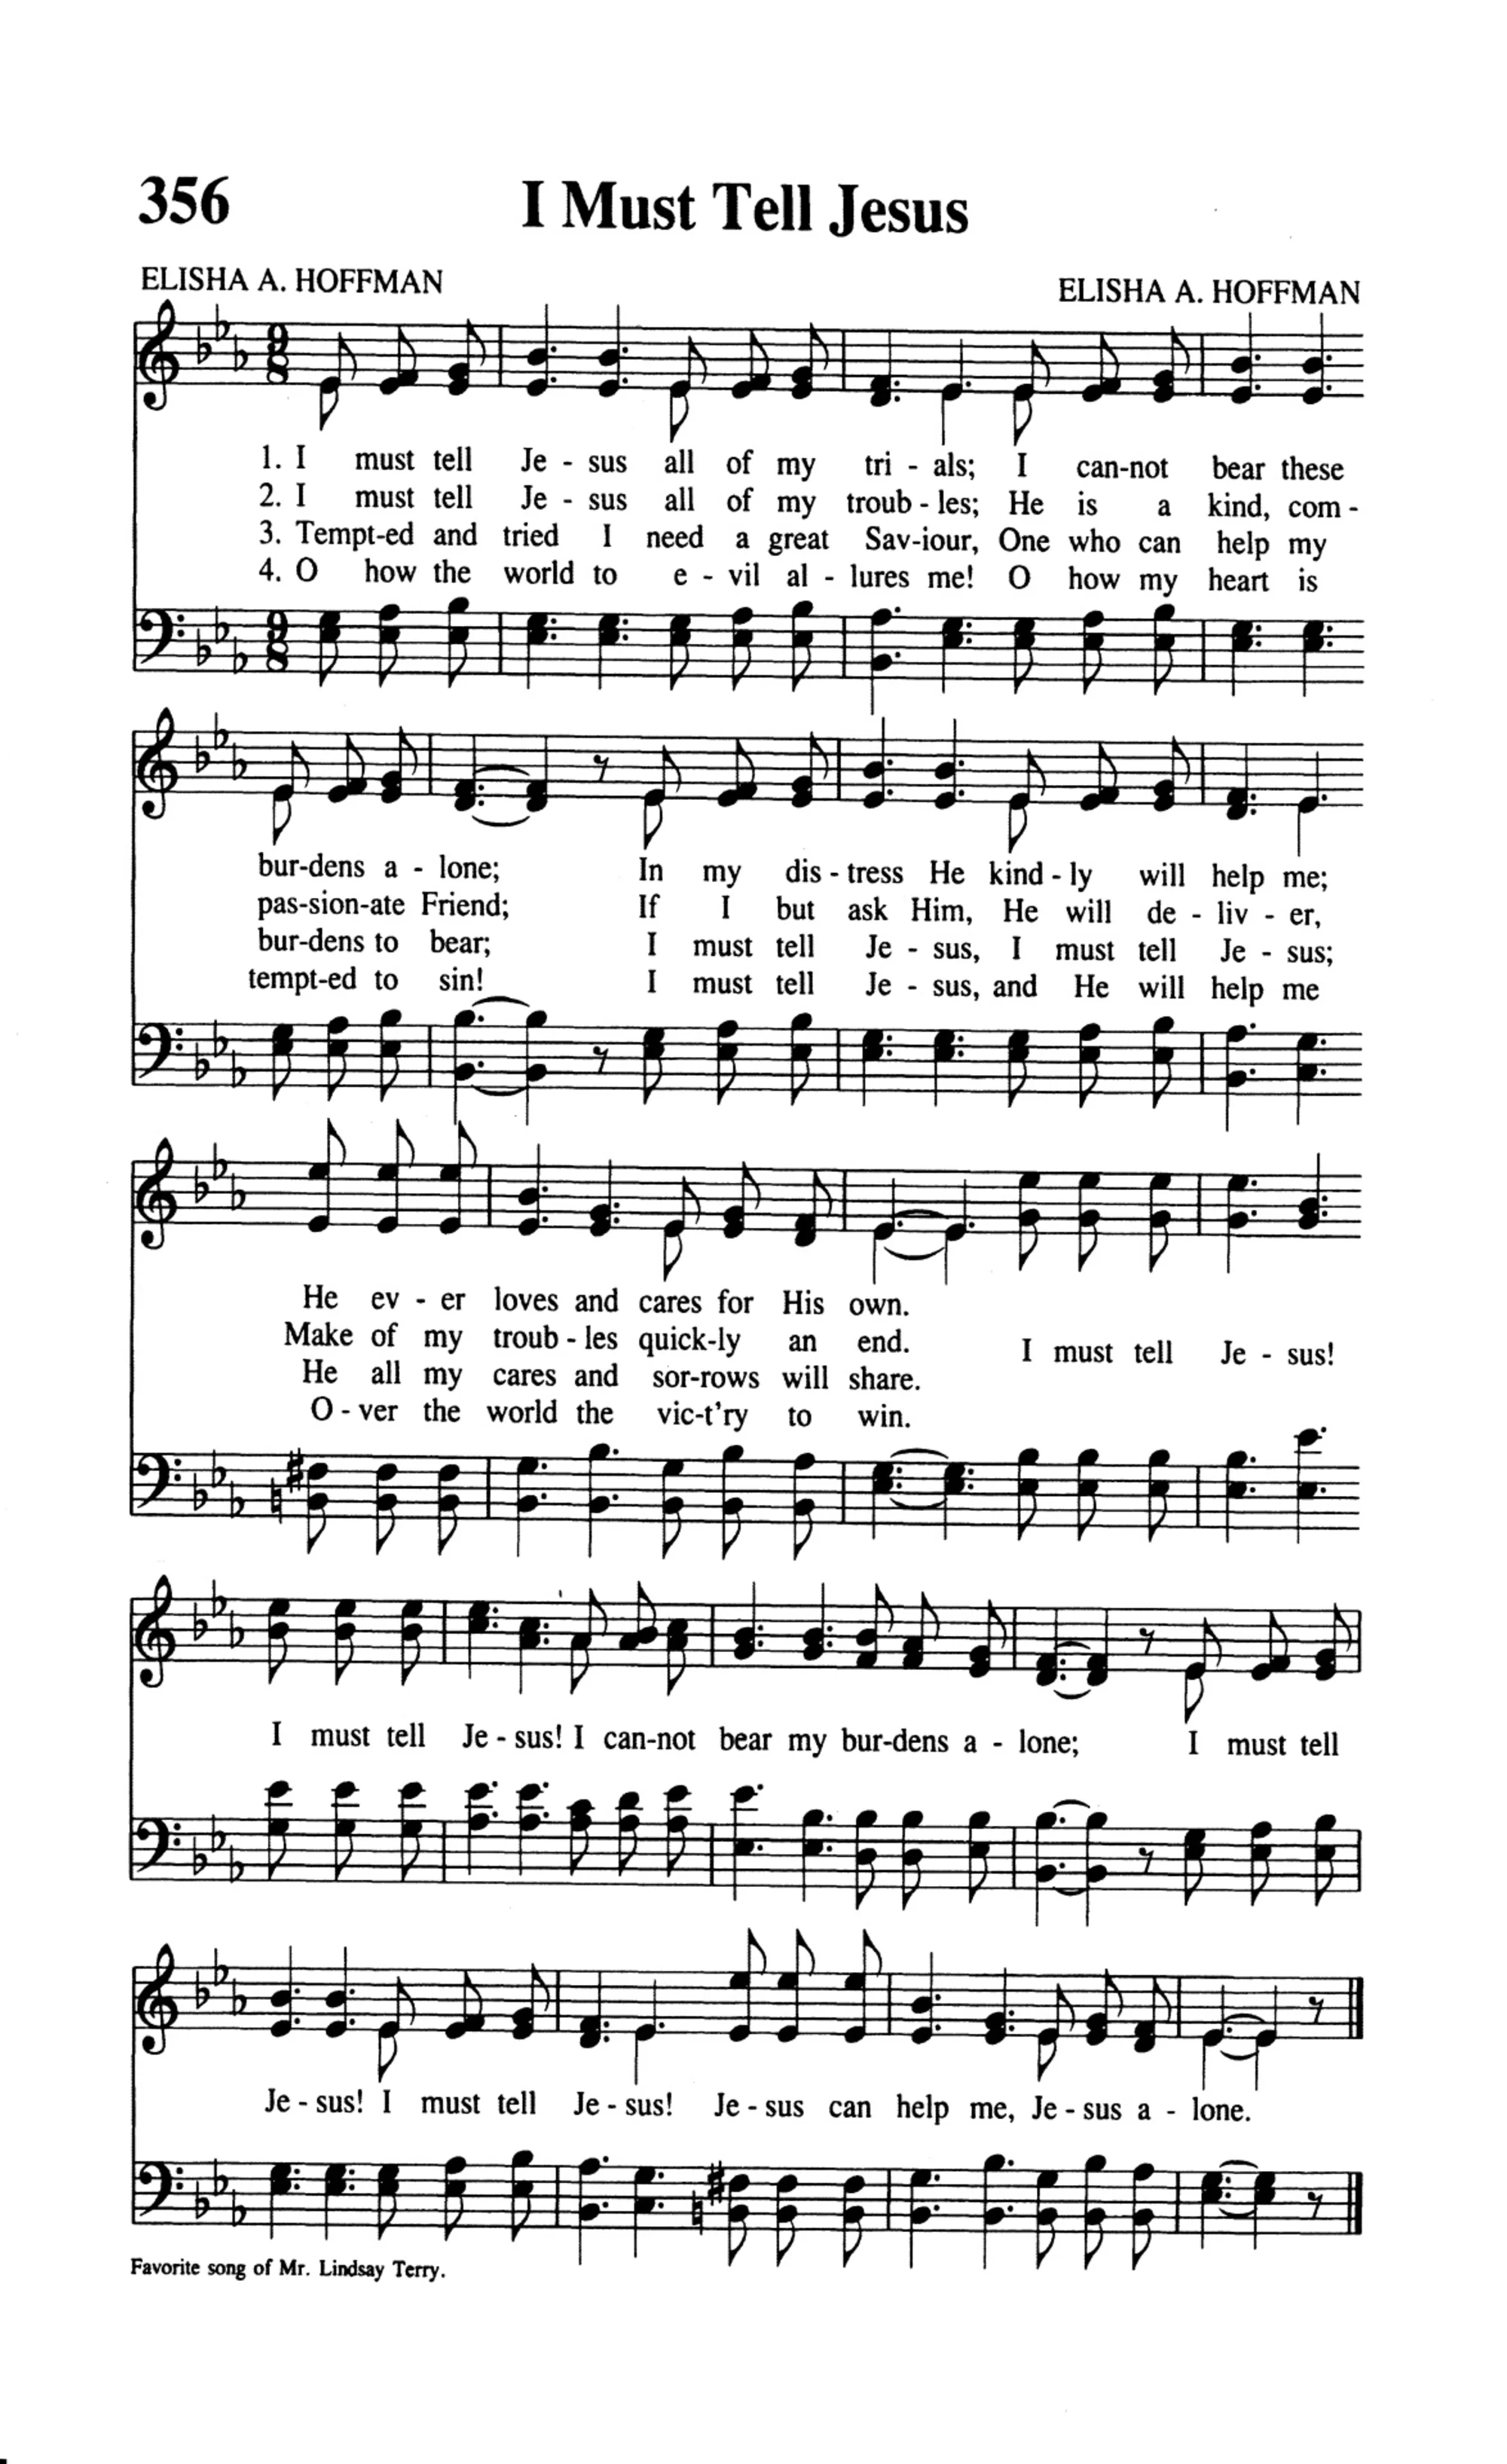 356
I Must Tell Jesus
ELISHA A. HOFFMAN
ELISHA A. HOFFMAN
9
8
1. I must tell Je - sus all of my tri - als; I can-not bear these
2. I must tell Je - sus all of my troub - les; He is a kind, com -
3. Tempt-ed and tried I need a great Sav-iour, One who can help my
4. O how the world to e - vil al - lures me! O how my heart is
9
8
bur-dens a - lone; In my dis - tress He kind - ly will help me;
pas-sion-ate Friend; If I but ask Him, He will de - liv - er,
bur-dens to bear; I must tell Je - sus, I must tell Je - sus;
tempt-ed to sin! I must tell Je - sus, and He will help me
He ev - er loves and cares for His own.
Make of my troub - les quick-ly an end. I must tell Je - sus!
He all my cares and sor-rows will share.
O - ver the world the vic-t'ry to win.
I must tell Je - sus! I can-not bear my bur-dens a - lone; I must tell
Je - sus! I must tell Je - sus! Je - sus can help me, Je - sus a - lone.
Favorite song of Mr. Lindsay Terry.